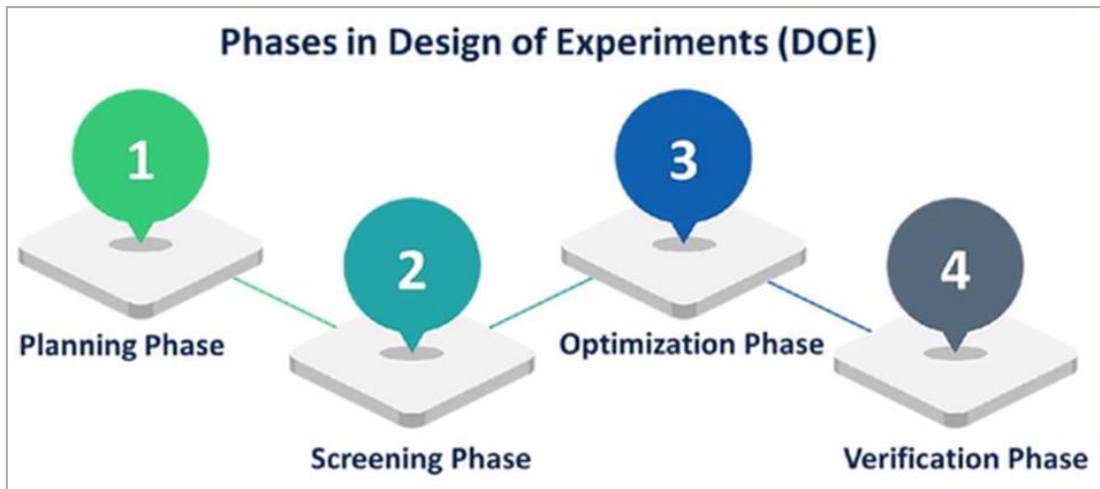 Phases in Design of Experiments (DOE)
1
Planning Phase
2
Screening Phase
3
Optimization Phase
4
Verification Phase